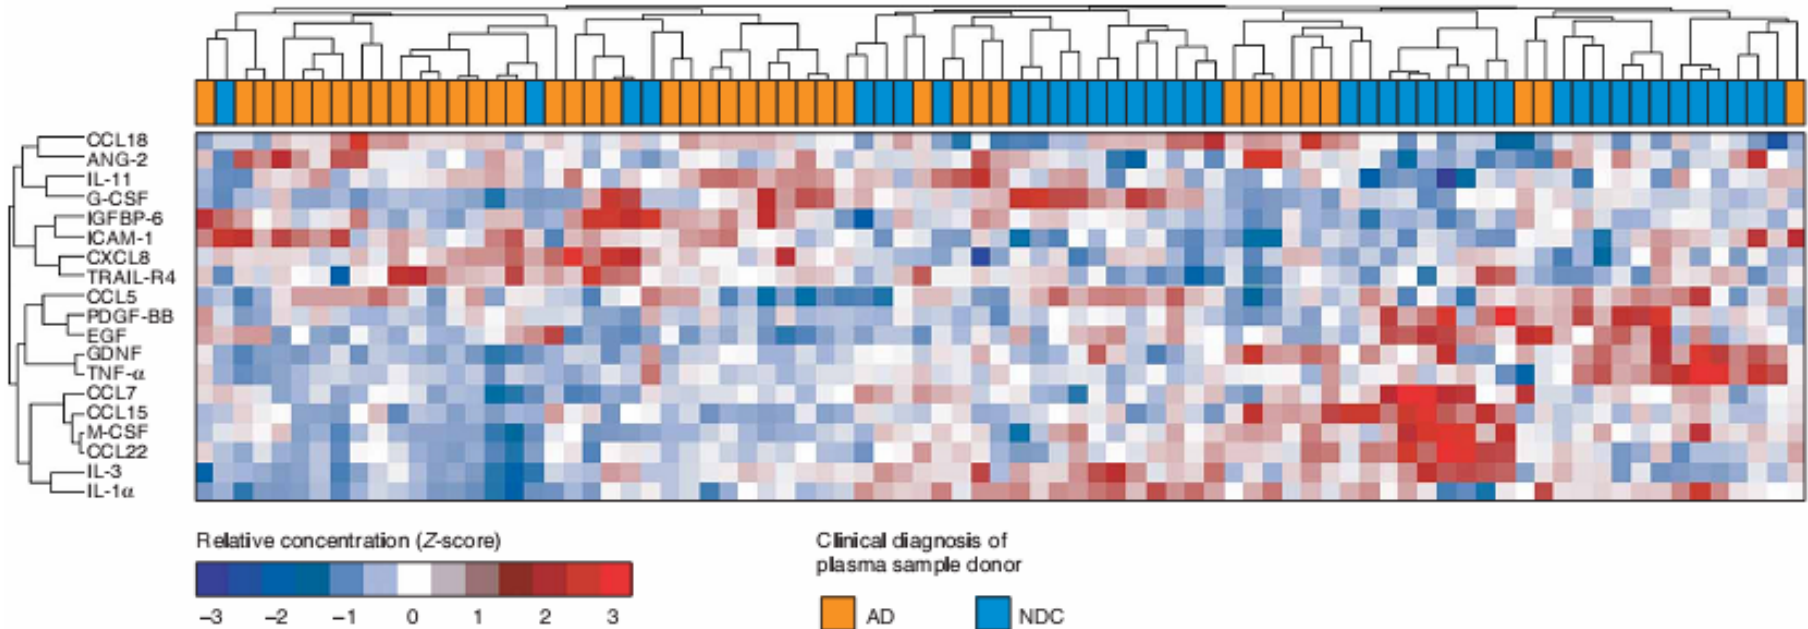 CCL18
ANG-2
IL-11
G-CSF
IGFBP-6
ICAM-1
CXCL8
TRAIL-R4
CCL5
PDGF-BB
EGF
GDNF
TNF-α
CCL7
CCL15
M-CSF
CCL22
IL-3
IL-1α
Relative concentration (Z-score)
–3 –2 –1 0 1 2 3
Clinical diagnosis of
plasma sample donor
AD NDC